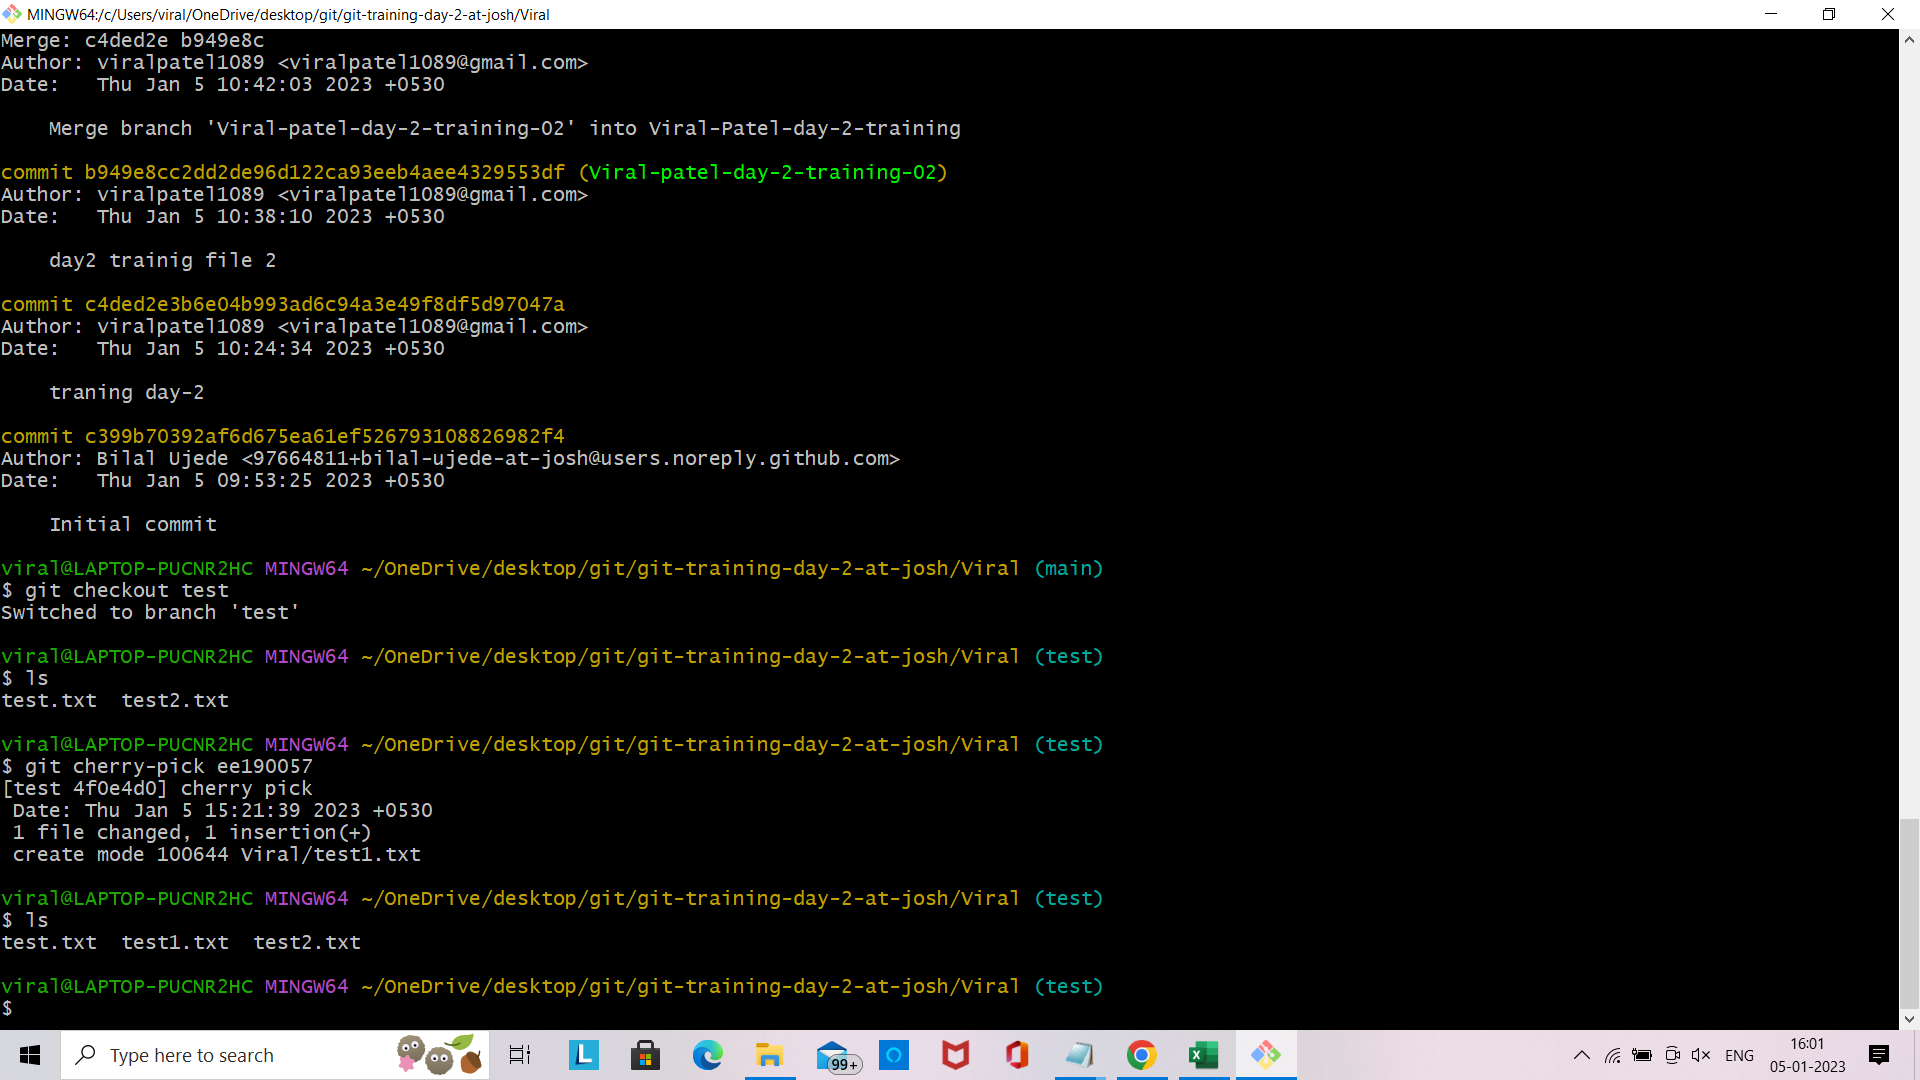 MINGW64:/c/Users/viral/OneDrive/desktop/git/git-training-day-2-at-josh/Viral
Merge: c4ded2e b949e8c
Author: viralpatel1089 <viralpatel1089@gmail.com>
Date:   Thu Jan 5 10:42:03 2023 +0530
    Merge branch 'Viral-patel-day-2-training-02' into Viral-Patel-day-2-training
commit b949e8cc2dd2de96d122ca93eeb4aee4329553df (Viral-patel-day-2-training-02)
Author: viralpatel1089 <viralpatel1089@gmail.com>
Date:   Thu Jan 5 10:38:10 2023 +0530
    day2 trainig file 2
commit c4ded2e3b6e04b993ad6c94a3e49f8df5d97047a
Author: viralpatel1089 <viralpatel1089@gmail.com>
Date:   Thu Jan 5 10:24:34 2023 +0530
    traning day-2
commit c399b70392af6d675ea61ef526793108826982f4
Author: Bilal Ujede <97664811+bilal-ujede-at-josh@users.noreply.github.com>
Date:   Thu Jan 5 09:53:25 2023 +0530
    Initial commit
viral@LAPTOP-PUCNR2HC MINGW64 ~/OneDrive/desktop/git/git-training-day-2-at-josh/Viral (main)
$ git checkout test
Switched to branch 'test'
viral@LAPTOP-PUCNR2HC MINGW64 ~/OneDrive/desktop/git/git-training-day-2-at-josh/Viral (test)
$ ls
test.txt  test2.txt
viral@LAPTOP-PUCNR2HC MINGW64 ~/OneDrive/desktop/git/git-training-day-2-at-josh/Viral (test)
$ git cherry-pick ee190057
[test 4f0e4d0] cherry pick
 Date: Thu Jan 5 15:21:39 2023 +0530
 1 file changed, 1 insertion(+)
 create mode 100644 Viral/test1.txt
viral@LAPTOP-PUCNR2HC MINGW64 ~/OneDrive/desktop/git/git-training-day-2-at-josh/Viral (test)
$ ls
test.txt  test1.txt  test2.txt
viral@LAPTOP-PUCNR2HC MINGW64 ~/OneDrive/desktop/git/git-training-day-2-at-josh/Viral (test)
$
Type here to search
L
99+
ENG
16:01
05-01-2023